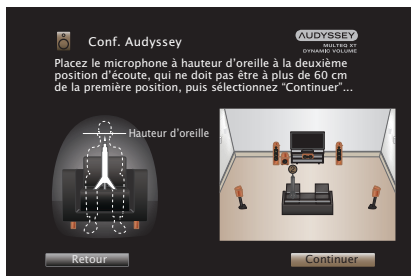 Conf. Audyssey
AUDYSSEY
MULTEQ XT
DYNAMIC VOLUME
Placez le microphone à hauteur d'oreille à la deuxième
position d'écoute, qui ne doit pas être à plus de 60 cm
de la première position, puis sélectionnez “Continuer”...
Hauteur d'oreille
Retour
Continuer